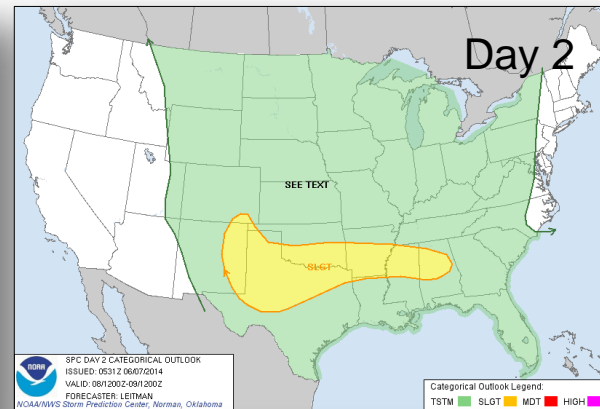 Day 2
SEE TEXT
SLGT
NOAA
SPC DAY 2 CATEGORICAL OUTLOOK
ISSUED: 0531Z 06/07/2014
VALID: 08/1200Z-09/1200Z
FORECASTER: LEITMAN
NOAA/NWS Storm Prediction Center, Norman, Oklahoma
Categorical Outlook Legend:
TSTM SLGT MDT HIGH